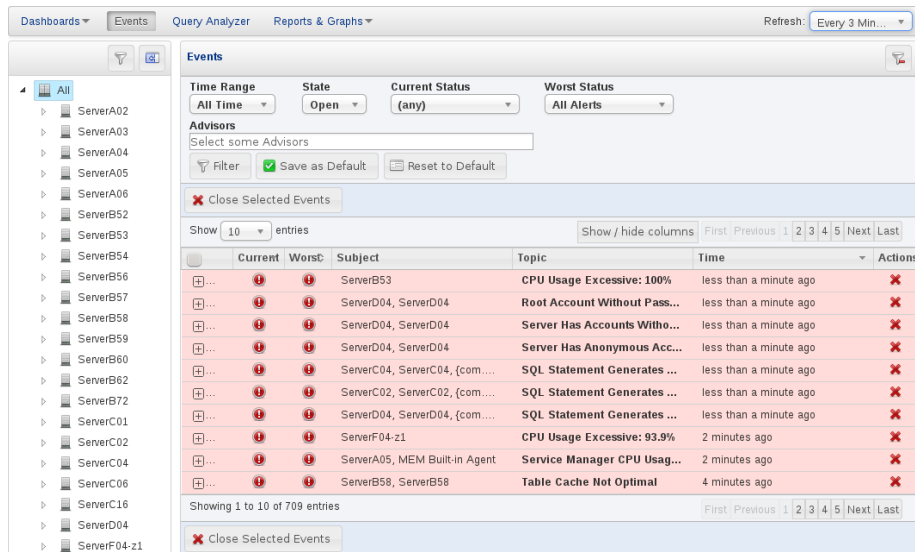 Dashboards Events Query Analyzer Reports & Graphs Refresh: Every 3 Min...
Events
All
ServerA02
ServerA03
ServerA04
ServerA05
ServerA06
ServerB52
ServerB53
ServerB54
ServerB56
ServerB57
ServerB58
ServerB59
ServerB60
ServerB62
ServerB72
ServerC01
ServerC02
ServerC04
ServerC06
ServerC16
ServerD04
ServerF04-z1
Time Range State Current Status Worst Status
All Time Open (any) All Alerts
Advisors
Select some Advisors
Filter Save as Default Reset to Default
Close Selected Events
Show 10 entries Show / hide columns First Previous 1 2 3 4 5 Next Last
Current Worst Subject Topic Time Actions
... ServerB53 CPU Usage Excessive: 100% less than a minute ago
... ServerD04, ServerD04 Root Account Without Pass... less than a minute ago
... ServerD04, ServerD04 Server Has Accounts Witho... less than a minute ago
... ServerD04, ServerD04 Server Has Anonymous Acc... less than a minute ago
... ServerC04, ServerC04, {com.... SQL Statement Generates ... less than a minute ago
... ServerC02, ServerC02, {com.... SQL Statement Generates ... less than a minute ago
... ServerD04, ServerD04, {com.... SQL Statement Generates ... less than a minute ago
... ServerF04-z1 CPU Usage Excessive: 93.9% 2 minutes ago
... ServerA05, MEM Built-in Agent Service Manager CPU Usag... 2 minutes ago
... ServerB58, ServerB58 Table Cache Not Optimal 4 minutes ago
Showing 1 to 10 of 709 entries First Previous 1 2 3 4 5 Next Last
Close Selected Events